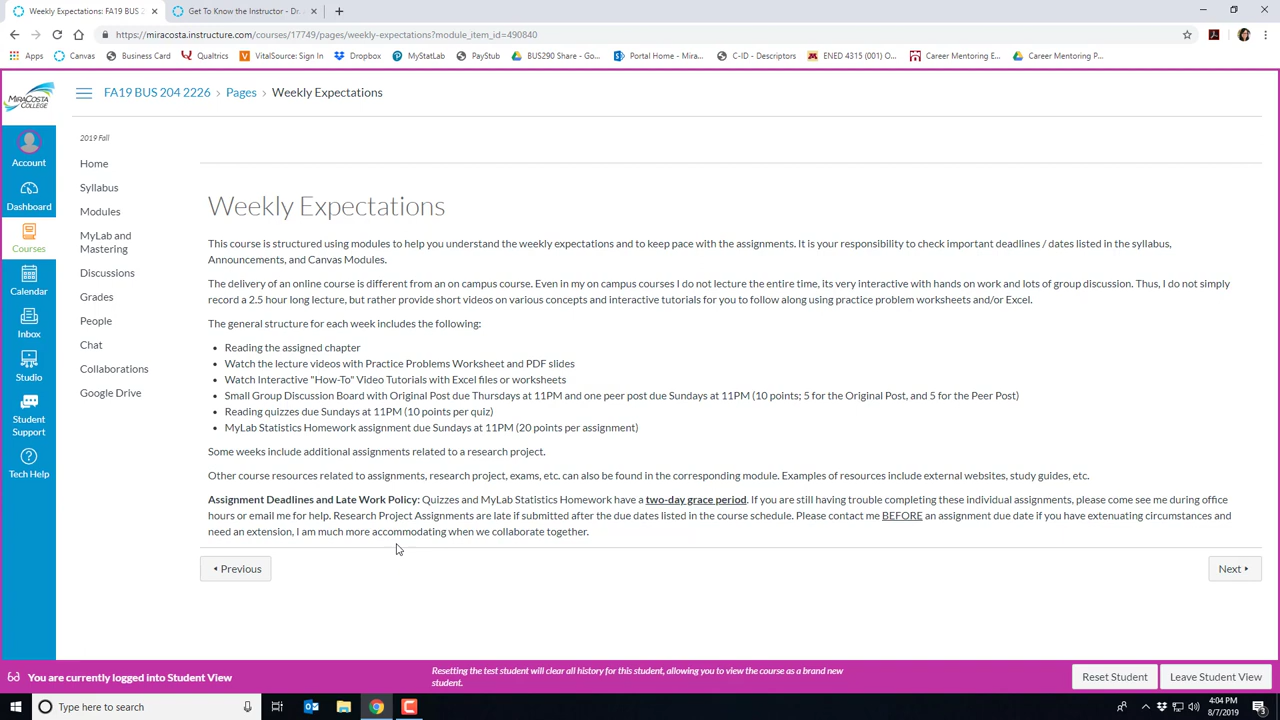 Weekly Expectations: FA19 BUS 20
Get To Know the Instructor - Dr.
https://miracosta.instructure.com/courses/17749/pages/weekly-expectations?module_item_id=490840
Apps Canvas Business Card Qualtrics VitalSource: Sign In Dropbox MyStatLab PayStub BUS290 Share - Go... Portal Home - Mira... C-ID - Descriptors ENED 4315 (001) O... Career Mentoring E... Career Mentoring P...
MIRACOSTA
COLLEGE
FA19 BUS 204 2226 › Pages › Weekly Expectations
2019 Fall
Account
Dashboard
Courses
Calendar
Inbox
Studio
Student
Support
Tech Help
Home
Syllabus
Modules
MyLab and
Mastering
Discussions
Grades
People
Chat
Collaborations
Google Drive
Weekly Expectations
This course is structured using modules to help you understand the weekly expectations and to keep pace with the assignments. It is your responsibility to check important deadlines / dates listed in the syllabus,
Announcements, and Canvas Modules.
The delivery of an online course is different from an on campus course. Even in my on campus courses I do not lecture the entire time, its very interactive with hands on work and lots of group discussion. Thus, I do not simply
record a 2.5 hour long lecture, but rather provide short videos on various concepts and interactive tutorials for you to follow along using practice problem worksheets and/or Excel.
The general structure for each week includes the following:
• Reading the assigned chapter
• Watch the lecture videos with Practice Problems Worksheet and PDF slides
• Watch Interactive "How-To" Video Tutorials with Excel files or worksheets
• Small Group Discussion Board with Original Post due Thursdays at 11PM and one peer post due Sundays at 11PM (10 points; 5 for the Original Post, and 5 for the Peer Post)
• Reading quizzes due Sundays at 11PM (10 points per quiz)
• MyLab Statistics Homework assignment due Sundays at 11PM (20 points per assignment)
Some weeks include additional assignments related to a research project.
Other course resources related to assignments, research project, exams, etc. can also be found in the corresponding module. Examples of resources include external websites, study guides, etc.
Assignment Deadlines and Late Work Policy: Quizzes and MyLab Statistics Homework have a two-day grace period. If you are still having trouble completing these individual assignments, please come see me during office
hours or email me for help. Research Project Assignments are late if submitted after the due dates listed in the course schedule. Please contact me BEFORE an assignment due date if you have extenuating circumstances and
need an extension, i am much more accommodating when we collaborate together.
Previous
Next
You are currently logged into Student View
Resetting the test student will clear all history for this student, allowing you to view the course as a brand new
student.
Reset Student
Leave Student View
Type here to search
4:04 PM
8/7/2019
3